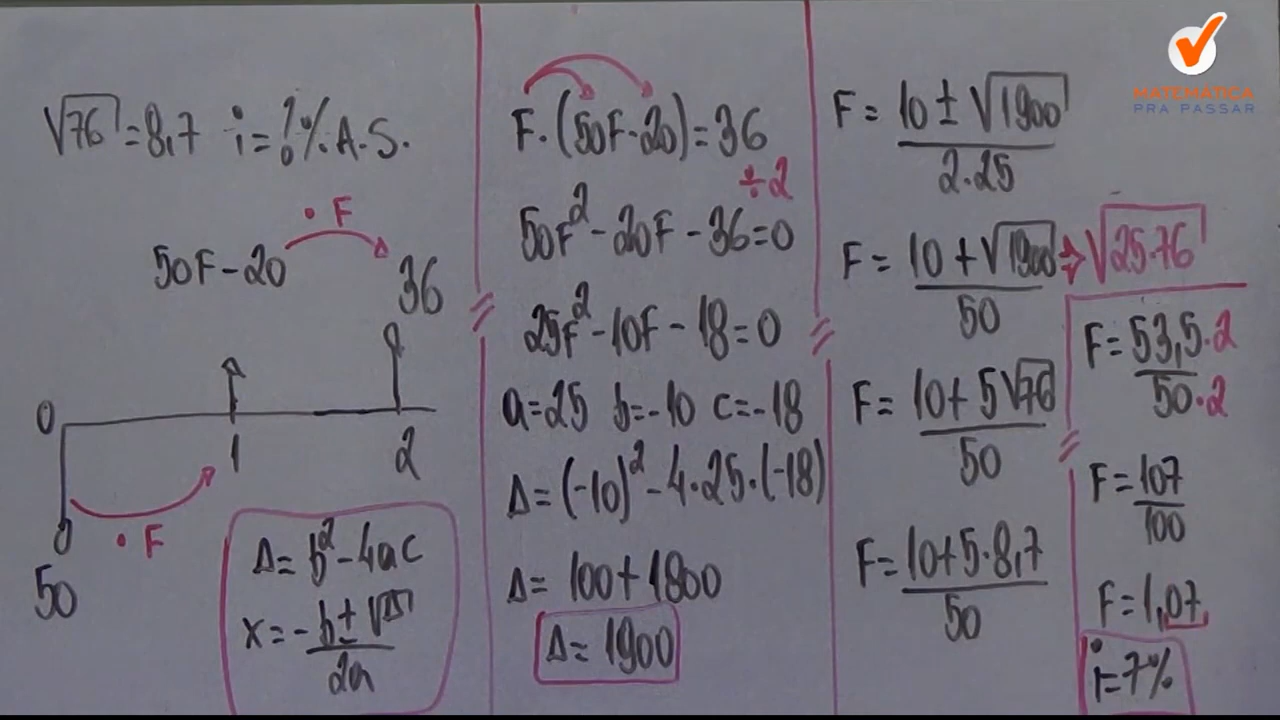 √76 = 8,7 i = ?% A.S.
• F
50F - 20
36
0
1
2
• F
50
Δ = b² - 4ac
x = -b ± √Δ
2a
F.(50F - 20) = 36
÷2
50F² - 20F - 36 = 0
25F² - 10F - 18 = 0
a = 25 b = -10 c = -18
Δ = (-10)² - 4.25.(-18)
Δ = 100 + 1800
Δ = 1900
F = 10 ± √1900
2.25
F = 10 + √1900 ⇒ √25.76
50
F = 10 + 5√76
50
F = 10 + 5.8,7
50
F = 53,5.2
50.2
F = 107
100
F = 1,07
i = 7%
MATEMÁTICA
PRA PASSAR